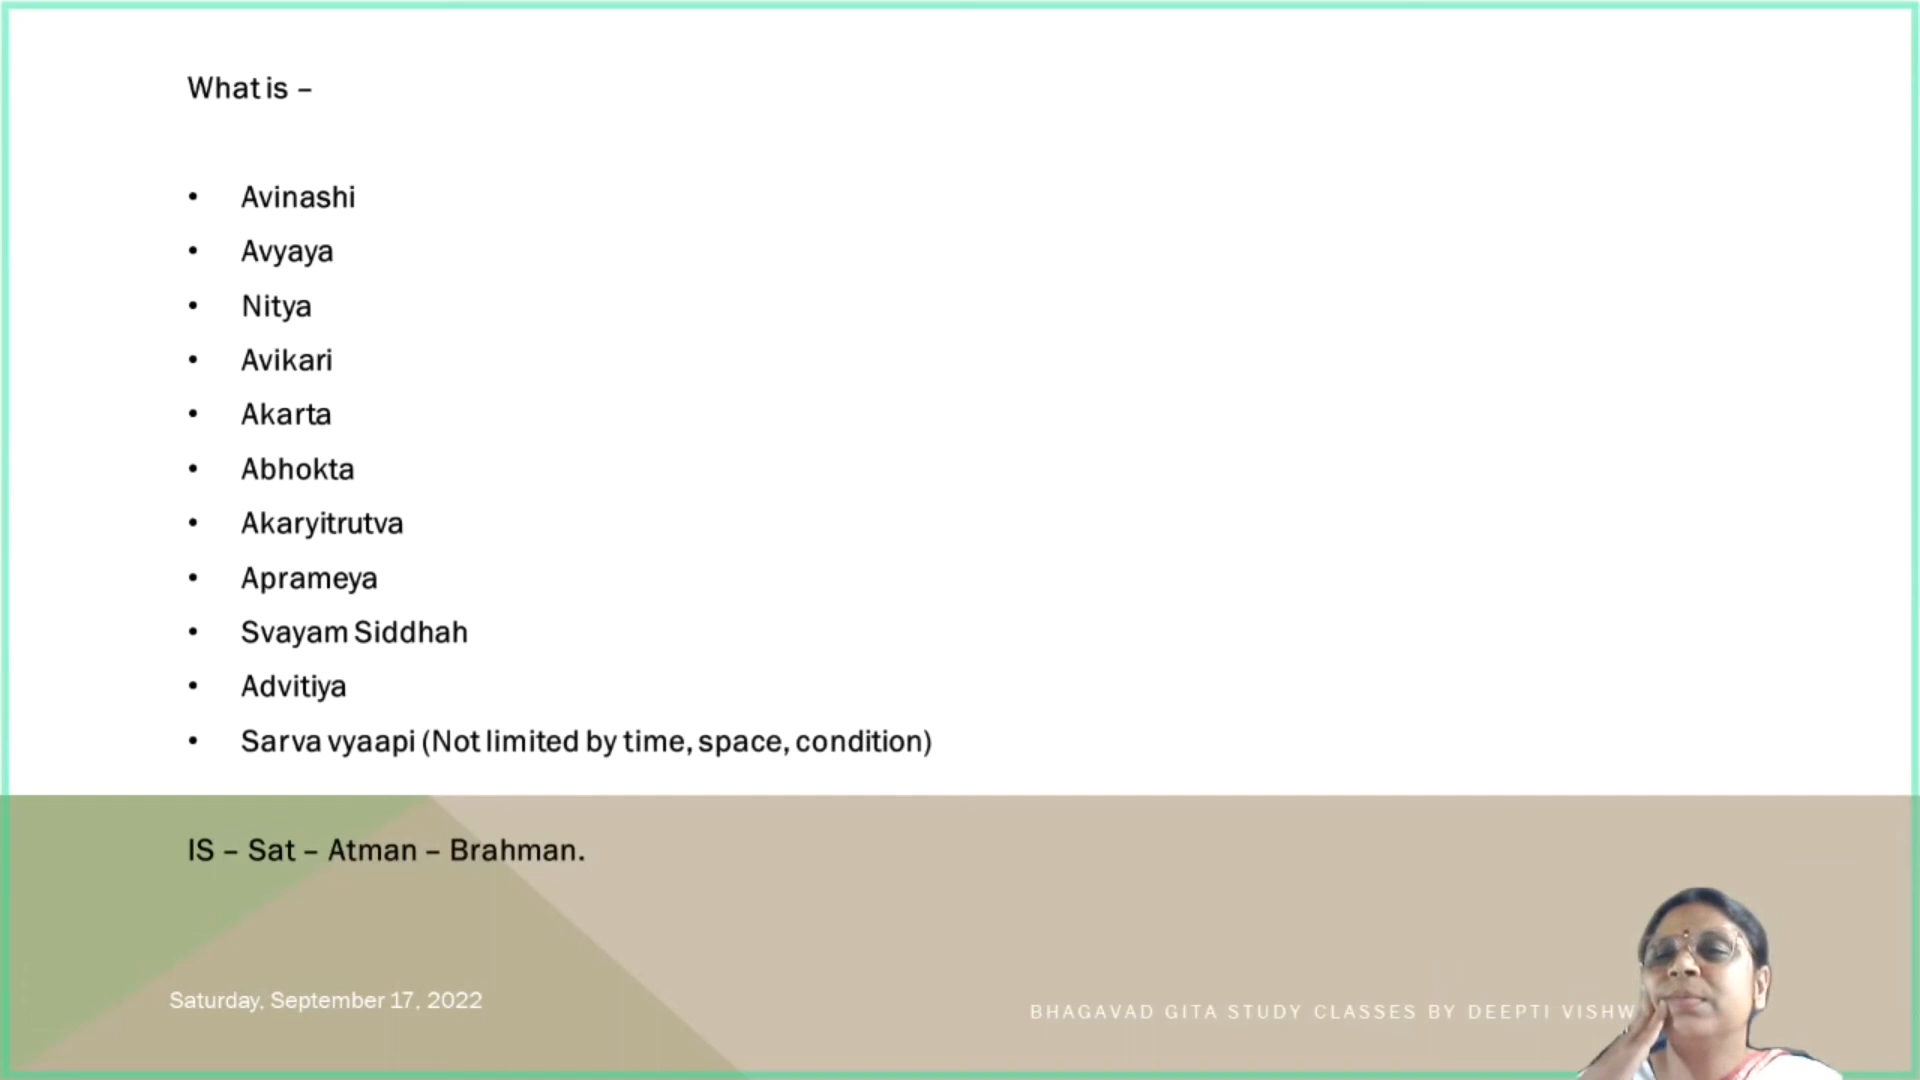 What is –
• Avinashi
• Avyaya
• Nitya
• Avikari
• Akarta
• Abhokta
• Akaryitrutva
• Aprameya
• Svayam Siddhah
• Advitiya
• Sarva vyaapi (Not limited by time, space, condition)
IS – Sat – Atman – Brahman.
Saturday, September 17, 2022
BHAGAVAD GITA STUDY CLASSES BY DEEPTI VISHW